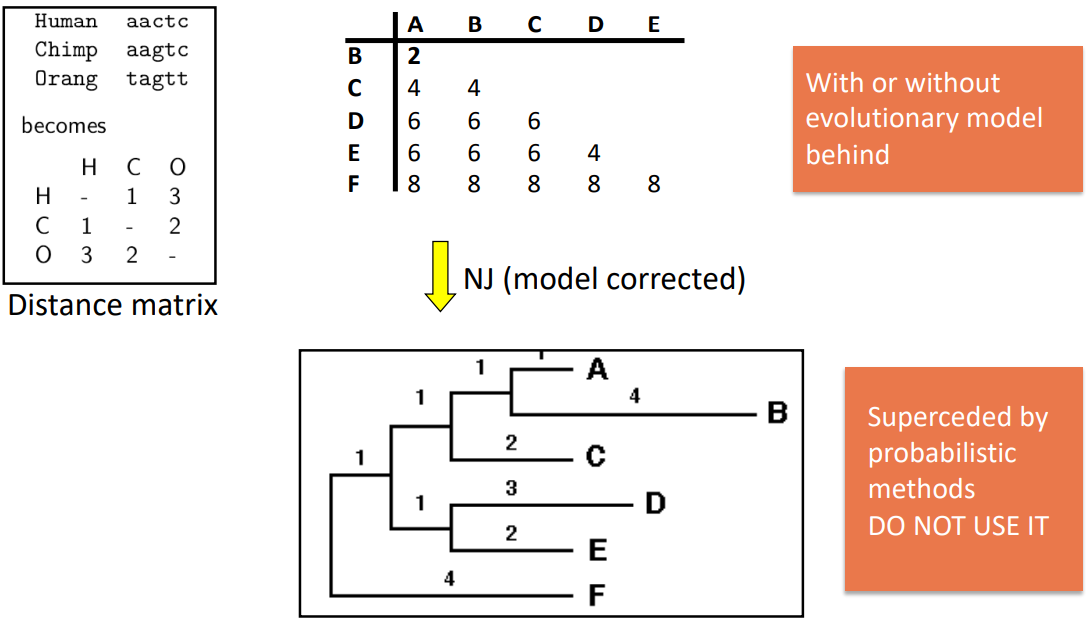 Human aactc
Chimp aagtc
Orang tagtt
becomes
H C O
H - 1 3
C 1 - 2
O 3 2 -
Distance matrix
A B C D E
B 2
C 4 4
D 6 6 6
E 6 6 6 4
F 8 8 8 8 8
With or without
evolutionary model
behind
NJ (model corrected)
1 A
1 4
B
1 2 C
1 3 D
2 E
4 F
Superceded by
probabilistic
methods
DO NOT USE IT